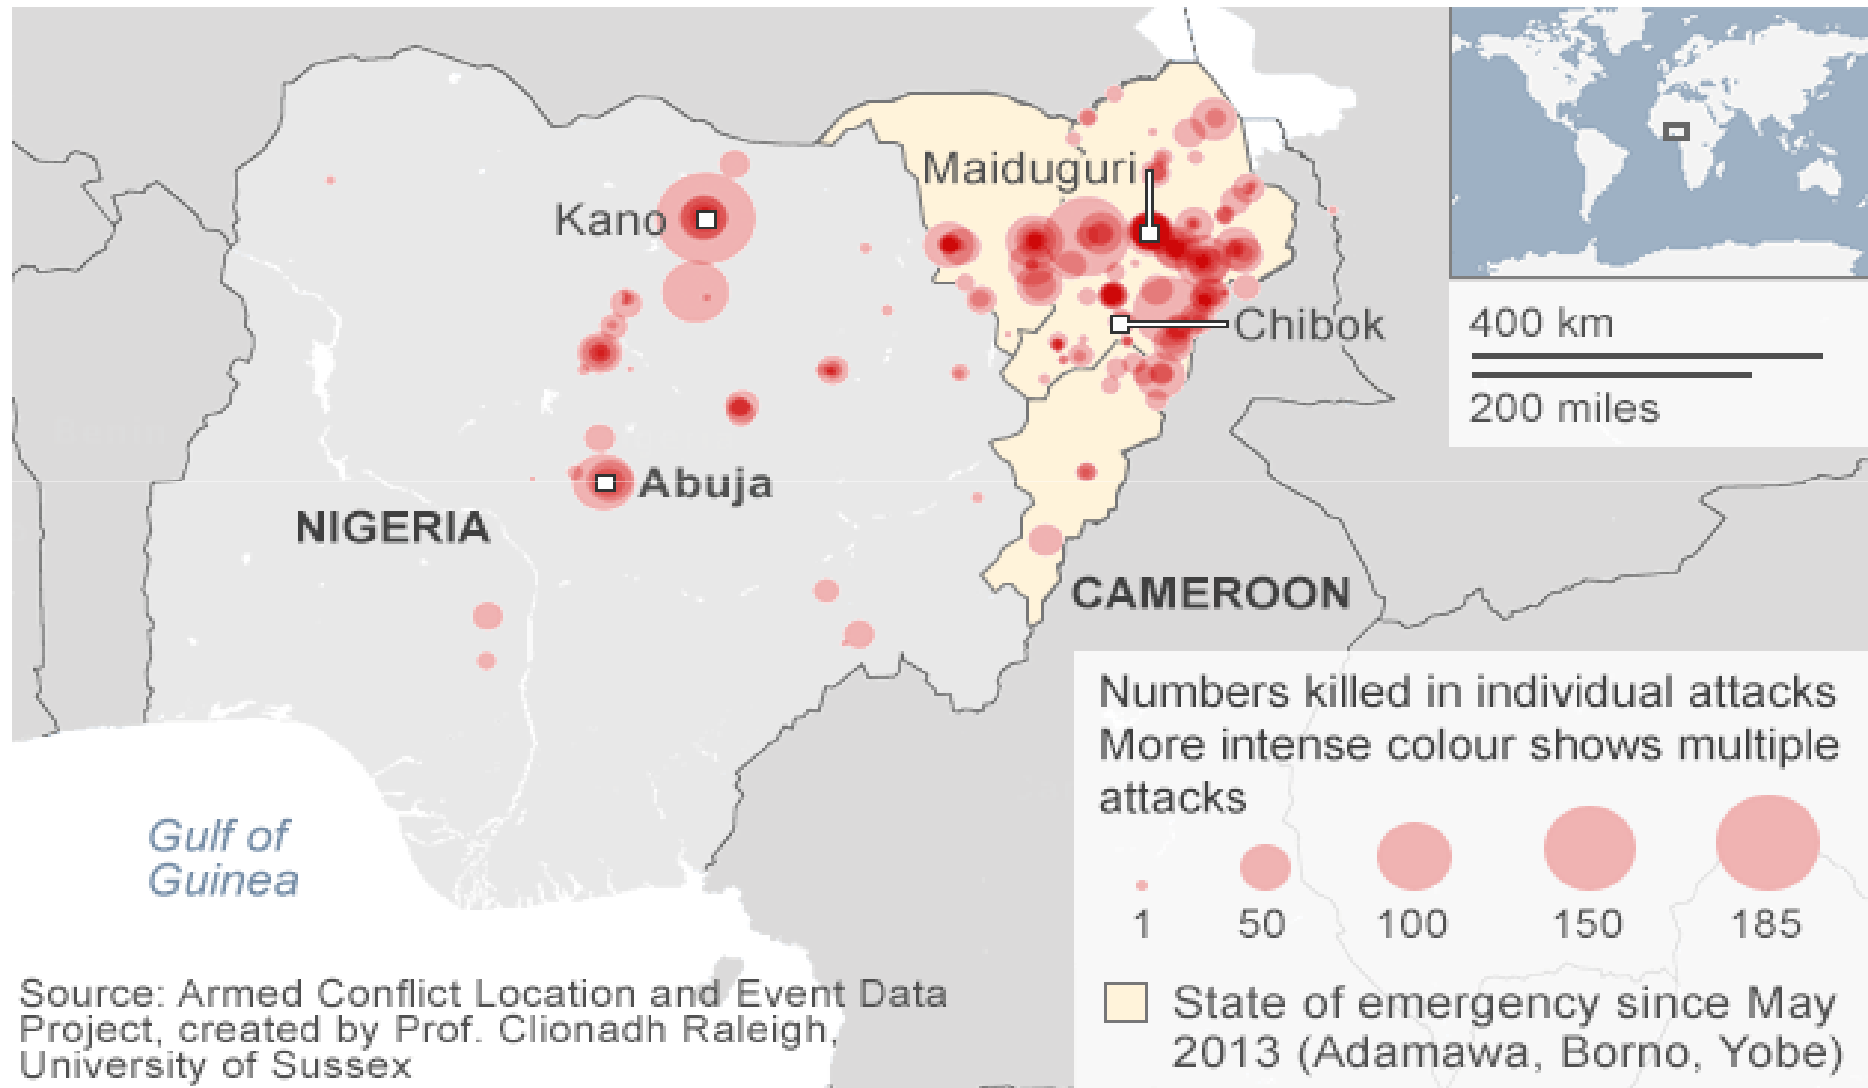 Maiduguri
Kano
Chibok
400 km
200 miles
Abuja
NIGERIA
CAMEROON
Numbers killed in individual attacks
More intense colour shows multiple
attacks
1 50 100 150 185
Gulf of
Guinea
State of emergency since May
2013 (Adamawa, Borno, Yobe)
Source: Armed Conflict Location and Event Data
Project, created by Prof. Clionadh Raleigh,
University of Sussex